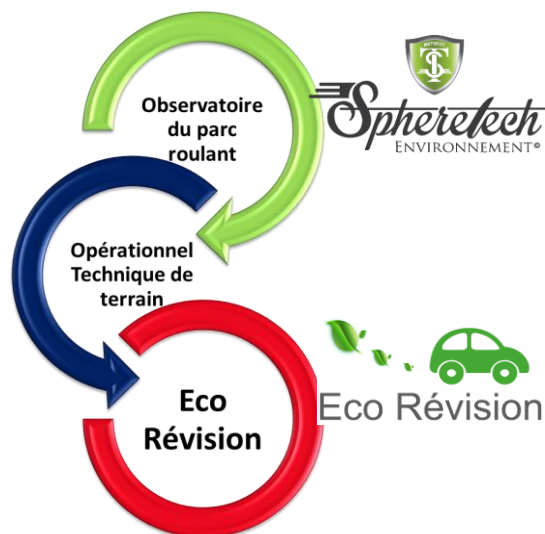 Observatoire
du parc
roulant
Spheretech
ENVIRONNEMENT©
Opérationnel
Technique de
terrain
Eco
Révision
Eco Révision